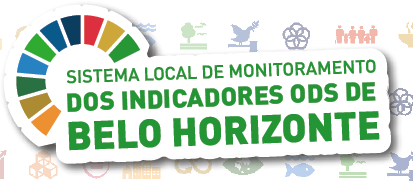 SISTEMA LOCAL DE MONITORAMENTO
DOS INDICADORES ODS DE
BELO HORIZONTE